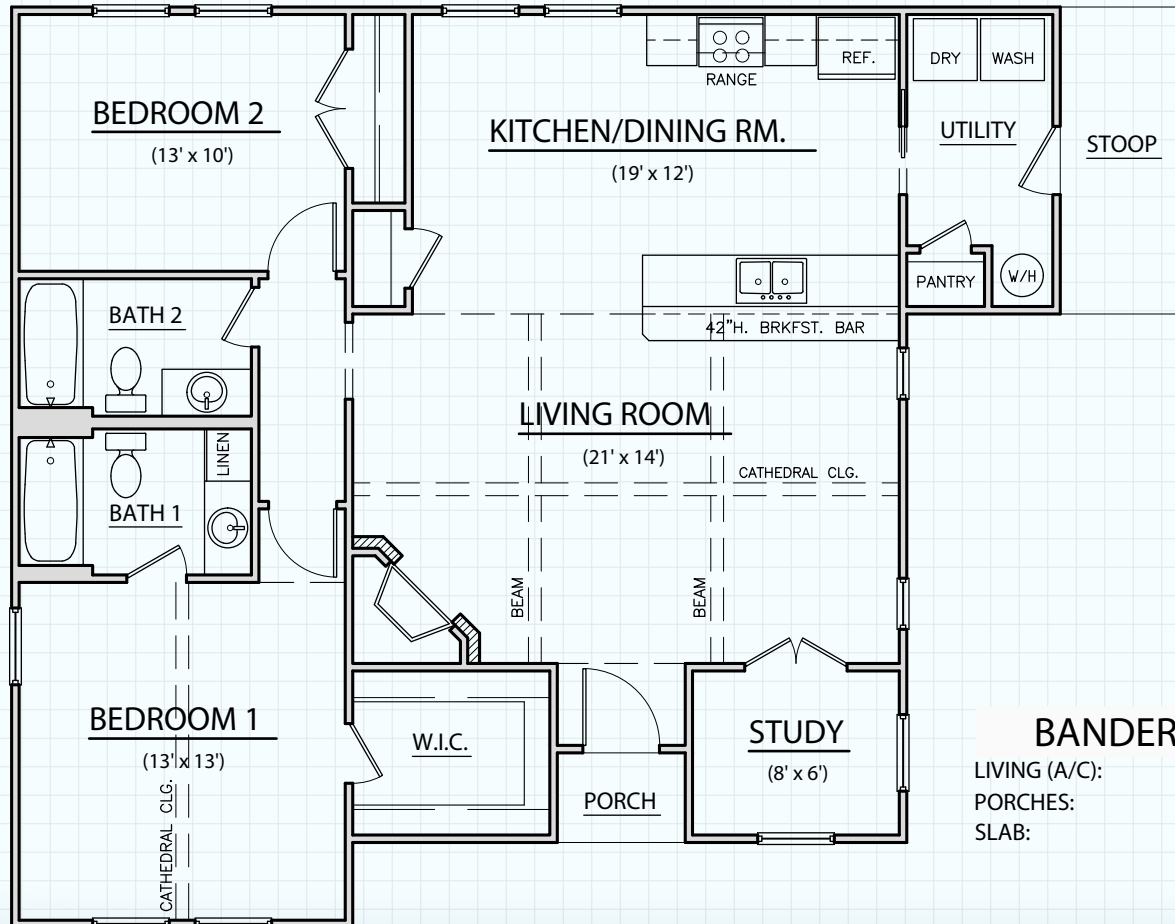 BEDROOM 2
(13' x 10')
KITCHEN/DINING RM.
(19' x 12')
RANGE
REF.
DRY
WASH
UTILITY
STOOP
PANTRY
W/H
BATH 2
42"H. BRKFST. BAR
LIVING ROOM
(21' x 14')
CATHEDRAL CLG.
LINEN
BATH 1
BEAM
BEAM
BEDROOM 1
(13' x 13')
CATHEDRAL CLG.
W.I.C.
PORCH
STUDY
(8' x 6')
BANDER
LIVING (A/C):
PORCHES:
SLAB: